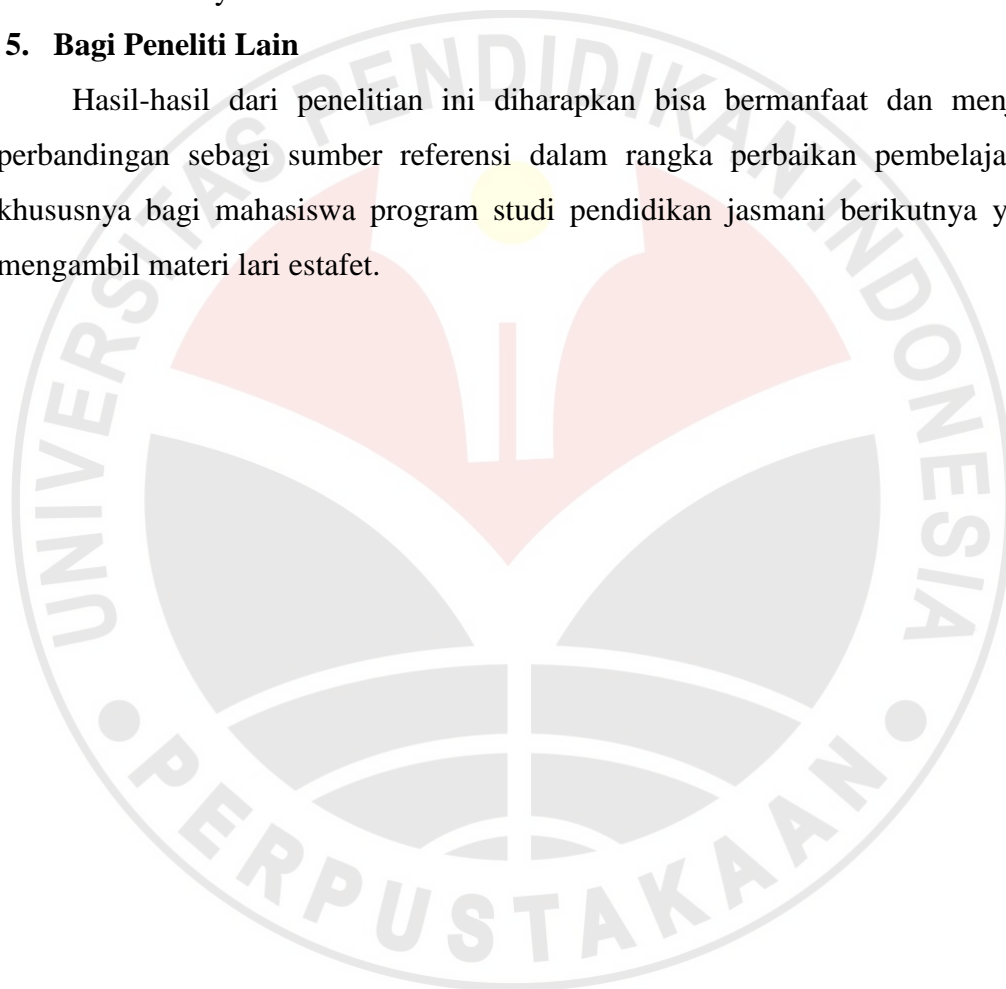 5. Bagi Peneliti Lain
Hasil-hasil dari penelitian ini diharapkan bisa bermanfaat dan menj
perbandingan sebagi sumber referensi dalam rangka perbaikan pembelaja
khususnya bagi mahasiswa program studi pendidikan jasmani berikutnya y
mengambil materi lari estafet.
UNIVERSITAS PENDIDIKAN INDONESIA
PERPUSTAKAAN